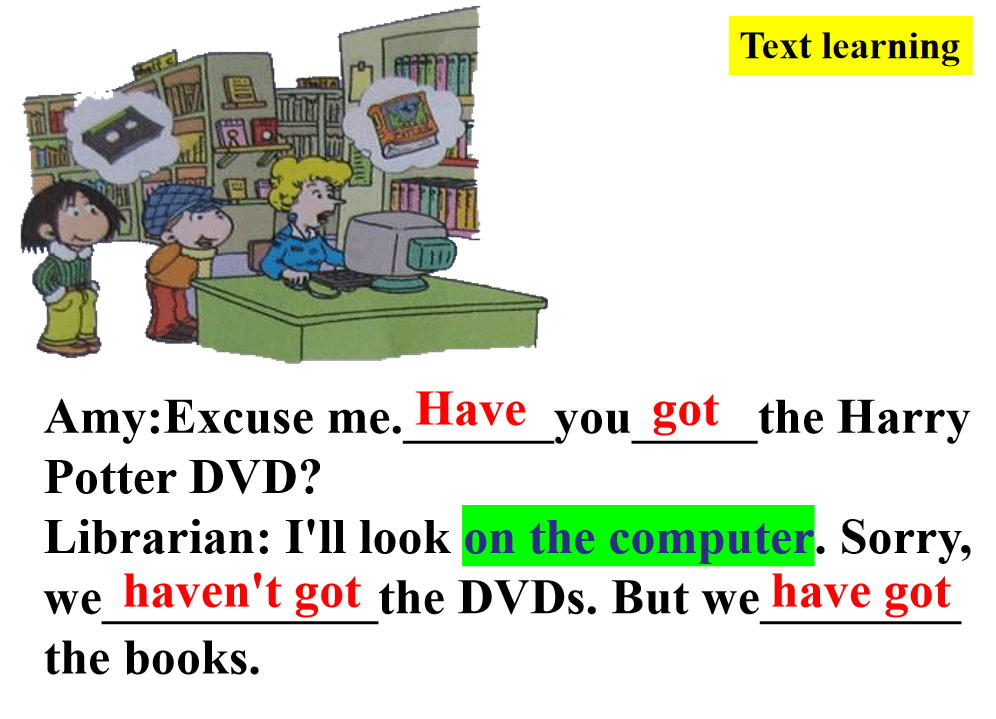 Text learning
Amy:Excuse me. Have you got the Harry
Potter DVD?
Librarian: I'll look on the computer. Sorry,
we haven't got the DVDs. But we have got
the books.